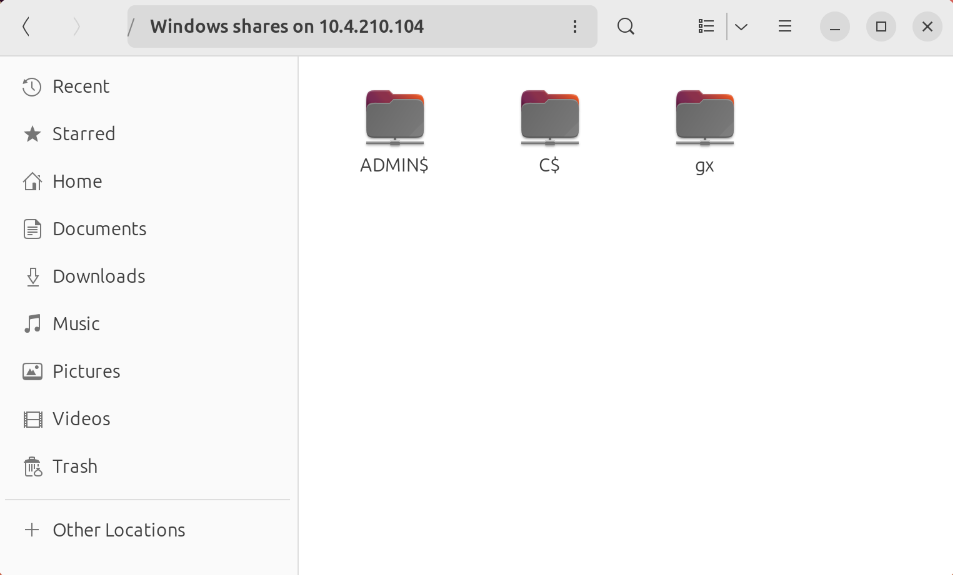 / Windows shares on 10.4.210.104
Recent
Starred
Home
Documents
Downloads
Music
Pictures
Videos
Trash
Other Locations
ADMIN$
C$
gx